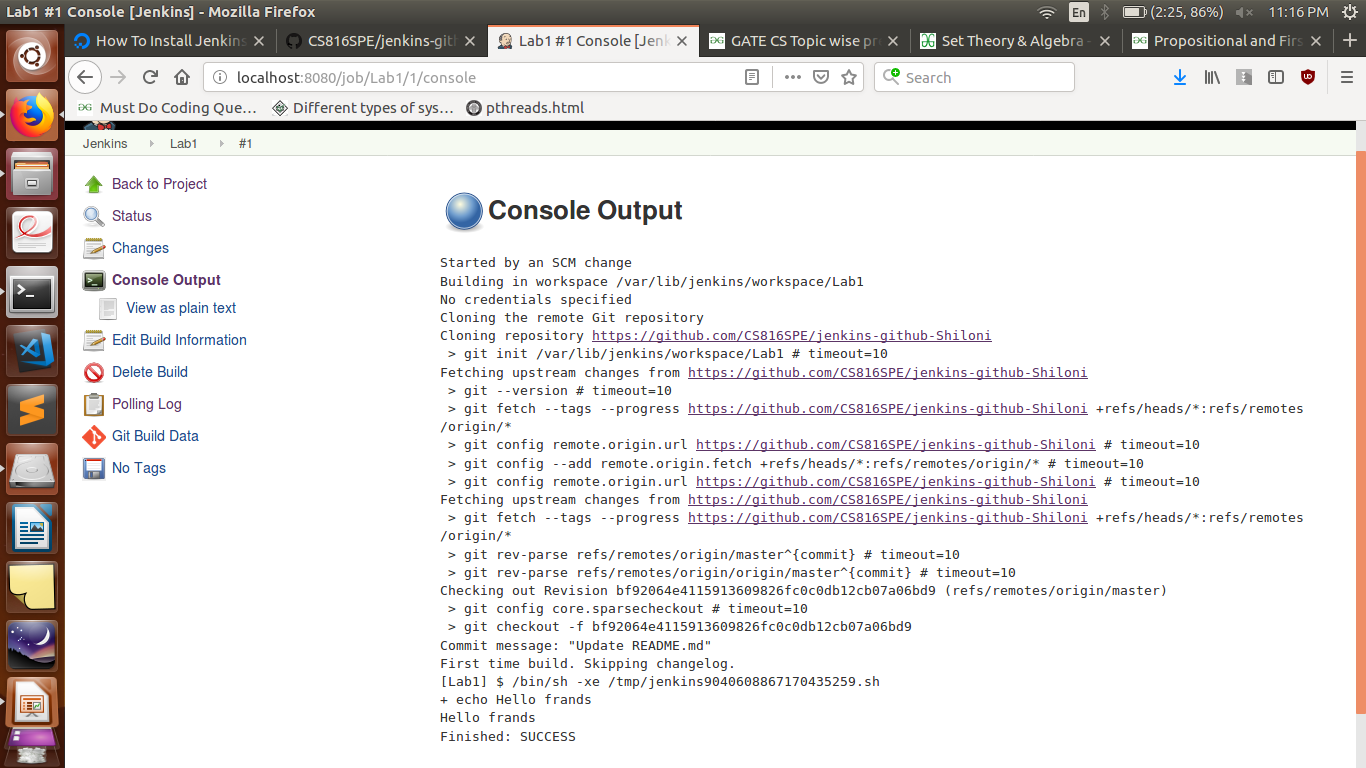 Lab1 #1 Console [Jenkins] - Mozilla Firefox
En
(2:25, 86%)
11:16 PM
How To Install Jenkins
CS816SPE/jenkins-git
Lab1 #1 Console [Jenk
GATE CS Topic wise pr
Set Theory & Algebra -
Propositional and Firs
localhost:8080/job/Lab1/1/console
Search
Must Do Coding Que...
Different types of sys...
pthreads.html
Jenkins
Lab1
#1
Back to Project
Status
Changes
Console Output
View as plain text
Edit Build Information
Delete Build
Polling Log
Git Build Data
No Tags
Console Output
Started by an SCM change
Building in workspace /var/lib/jenkins/workspace/Lab1
No credentials specified
Cloning the remote Git repository
Cloning repository https://github.com/CS816SPE/jenkins-github-Shiloni
 > git init /var/lib/jenkins/workspace/Lab1 # timeout=10
Fetching upstream changes from https://github.com/CS816SPE/jenkins-github-Shiloni
 > git --version # timeout=10
 > git fetch --tags --progress https://github.com/CS816SPE/jenkins-github-Shiloni +refs/heads/*:refs/remotes
/origin/*
 > git config remote.origin.url https://github.com/CS816SPE/jenkins-github-Shiloni # timeout=10
 > git config --add remote.origin.fetch +refs/heads/*:refs/remotes/origin/* # timeout=10
 > git config remote.origin.url https://github.com/CS816SPE/jenkins-github-Shiloni # timeout=10
Fetching upstream changes from https://github.com/CS816SPE/jenkins-github-Shiloni
 > git fetch --tags --progress https://github.com/CS816SPE/jenkins-github-Shiloni +refs/heads/*:refs/remotes
/origin/*
 > git rev-parse refs/remotes/origin/master^{commit} # timeout=10
 > git rev-parse refs/remotes/origin/origin/master^{commit} # timeout=10
Checking out Revision bf92064e4115913609826fc0c0db12cb07a06bd9 (refs/remotes/origin/master)
 > git config core.sparsecheckout # timeout=10
 > git checkout -f bf92064e4115913609826fc0c0db12cb07a06bd9
Commit message: "Update README.md"
First time build. Skipping changelog.
[Lab1] $ /bin/sh -xe /tmp/jenkins9040608867170435259.sh
+ echo Hello frands
Hello frands
Finished: SUCCESS